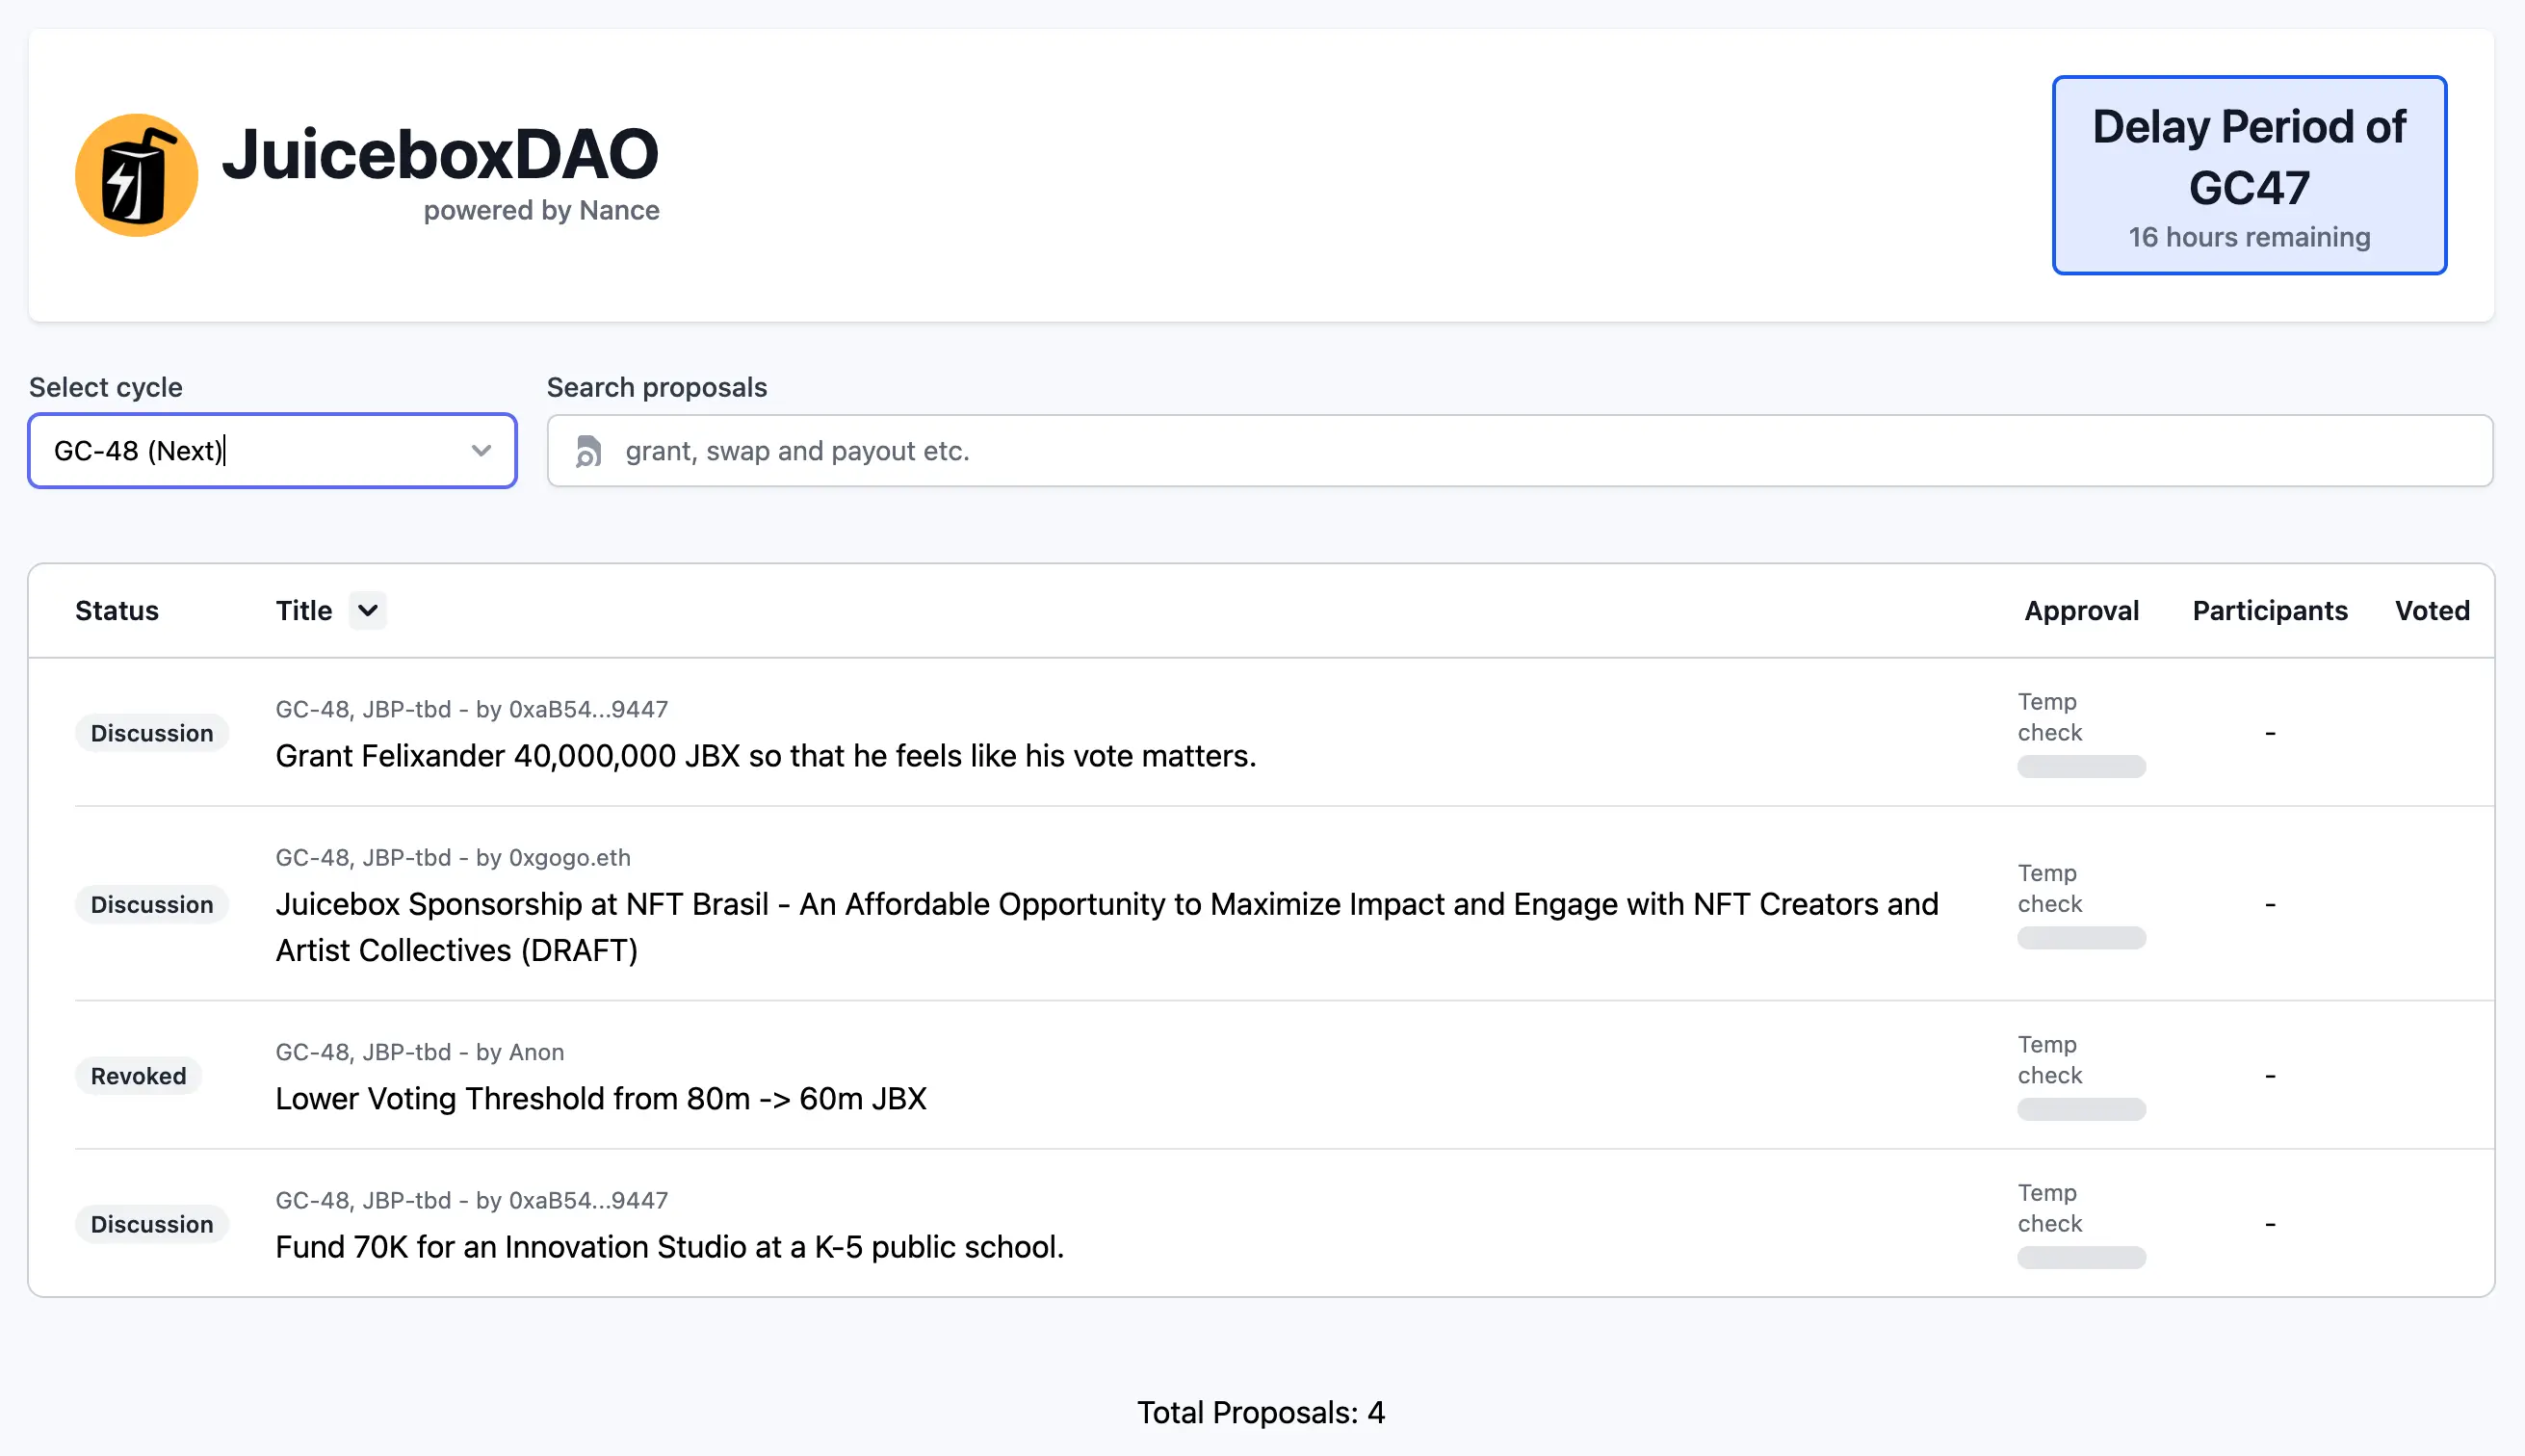 JuiceboxDAO
powered by Nance
Delay Period of
GC47
16 hours remaining
Select cycle
Search proposals
GC-48 (Next)
grant, swap and payout etc.
Status Title Approval Participants Voted
GC-48, JBP-tbd - by 0xaB54...9447
Discussion
Grant Felixander 40,000,000 JBX so that he feels like his vote matters.
Temp
check
-
GC-48, JBP-tbd - by 0xgogo.eth
Discussion
Juicebox Sponsorship at NFT Brasil - An Affordable Opportunity to Maximize Impact and Engage with NFT Creators and
Artist Collectives (DRAFT)
Temp
check
-
GC-48, JBP-tbd - by Anon
Revoked
Lower Voting Threshold from 80m -> 60m JBX
Temp
check
-
GC-48, JBP-tbd - by 0xaB54...9447
Discussion
Fund 70K for an Innovation Studio at a K-5 public school.
Temp
check
-
Total Proposals: 4